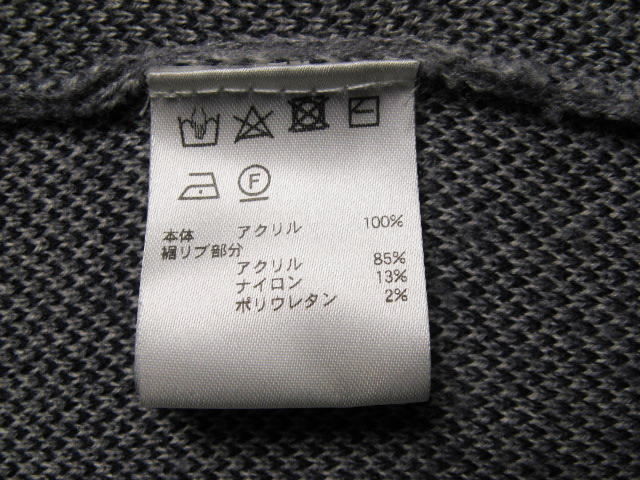 F
本体 アクリル 100%
裾リブ部分
アクリル 85%
ナイロン 13%
ポリウレタン 2%